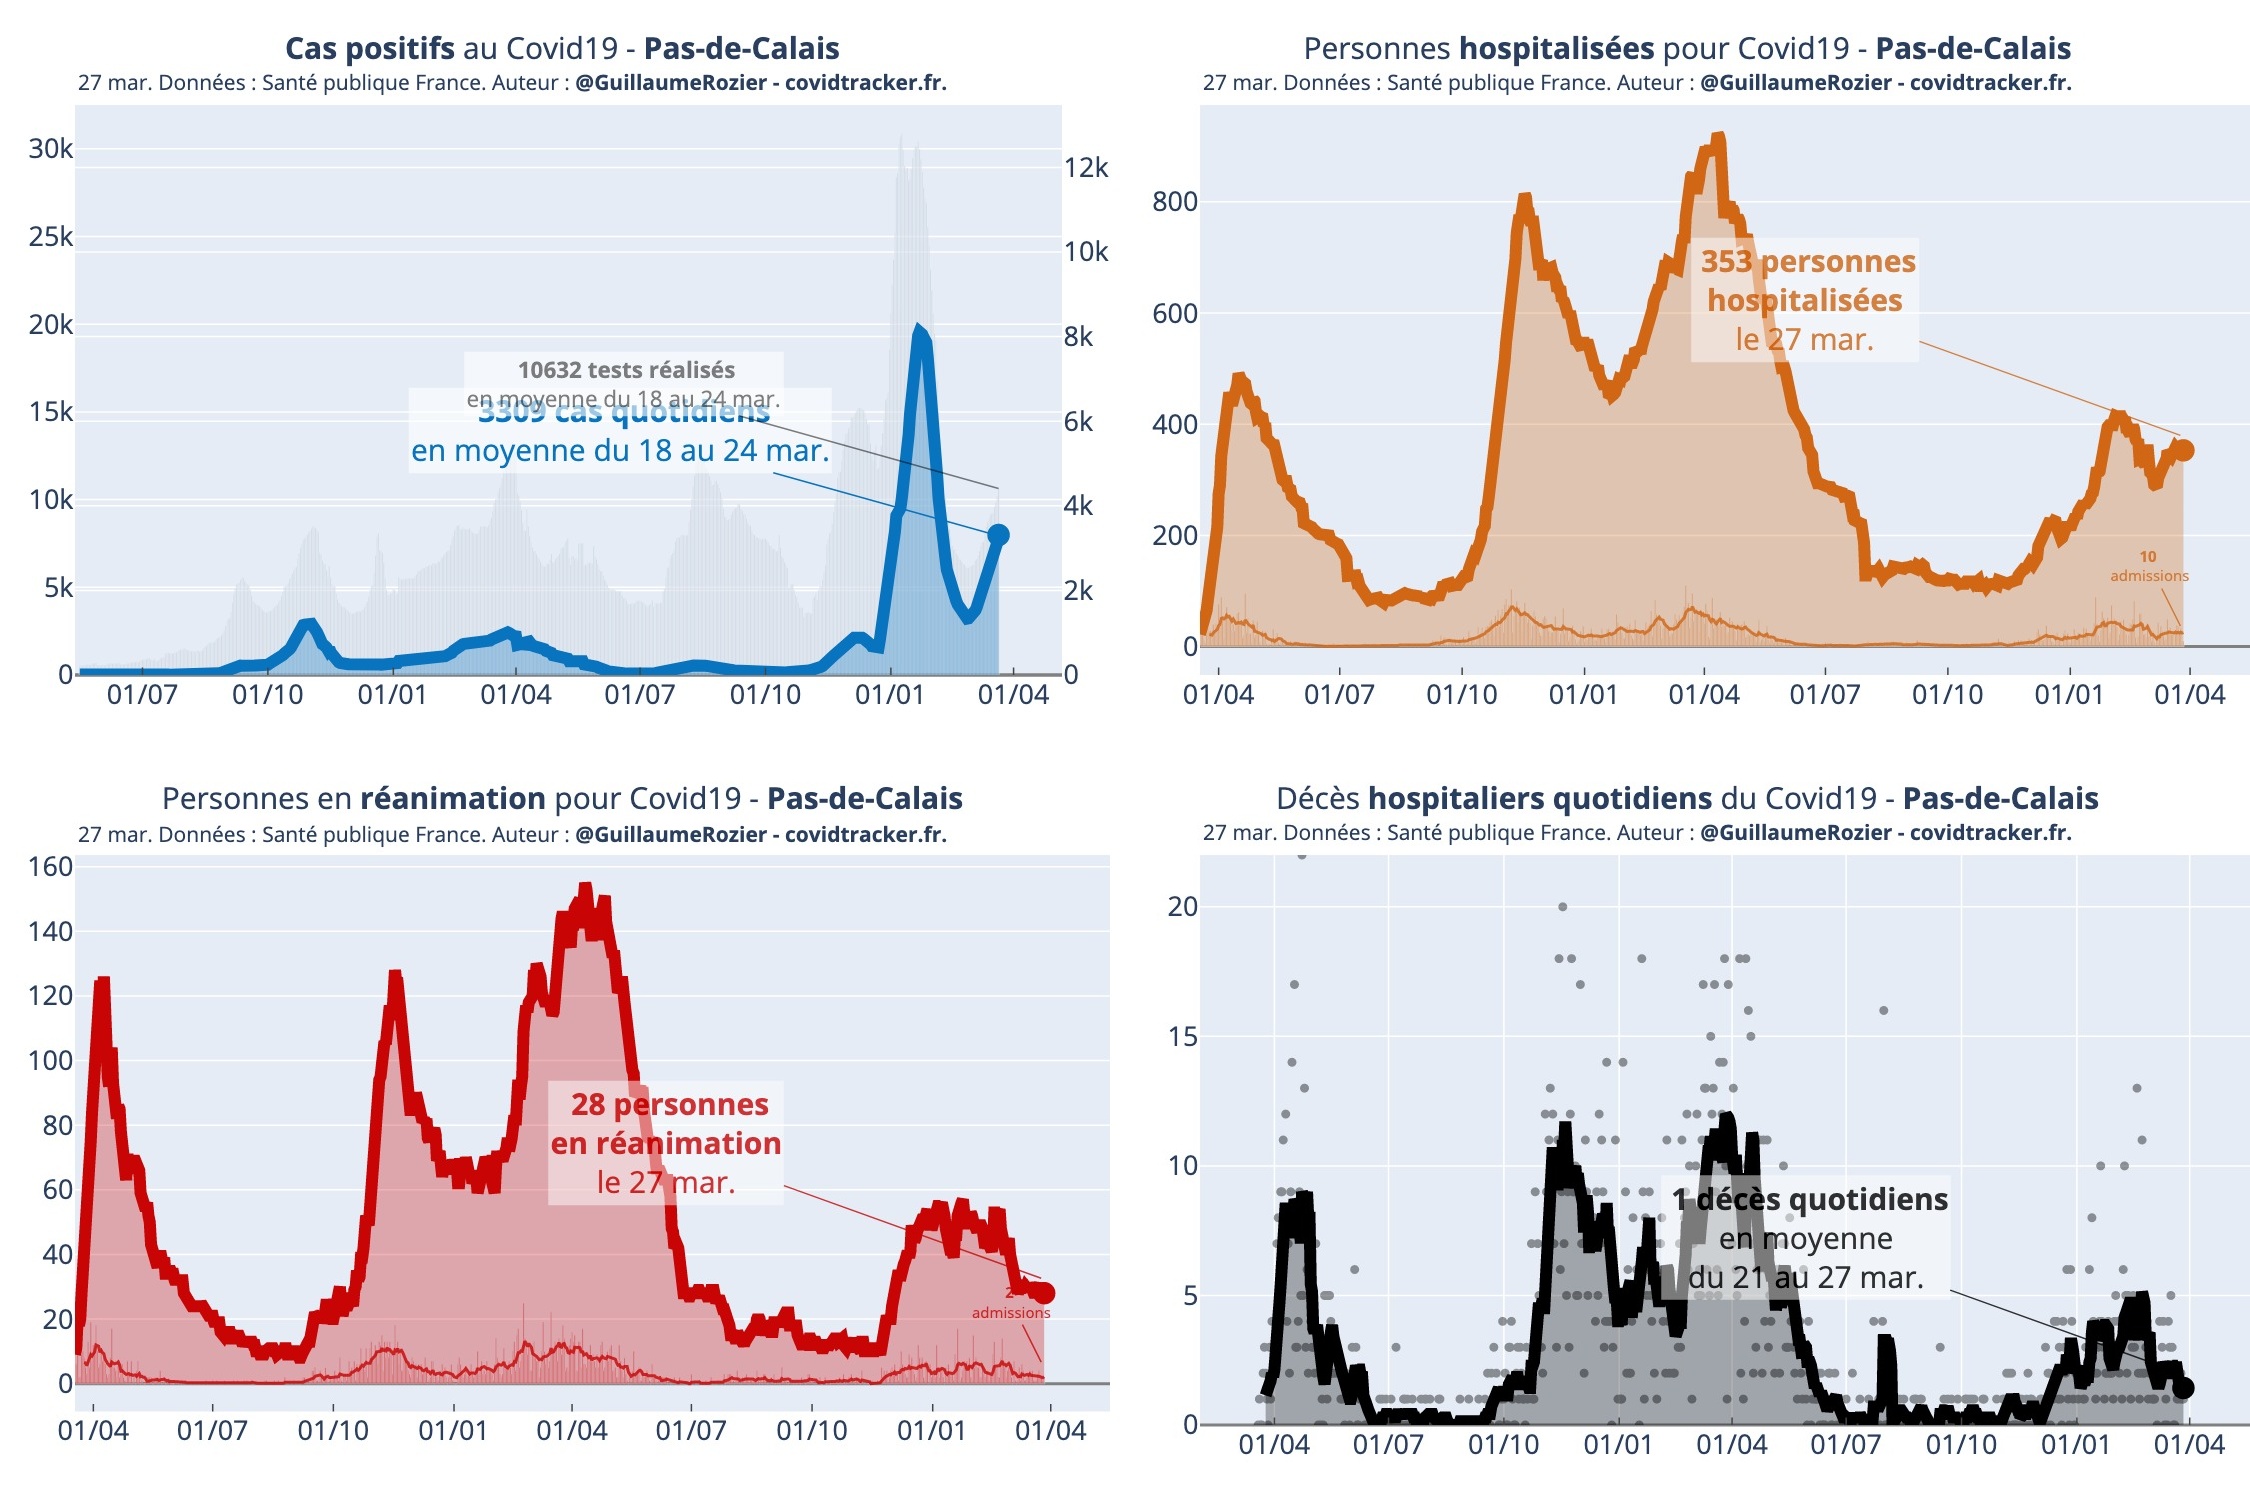 Cas positifs au Covid19 - Pas-de-Calais
27 mar. Données : Santé publique France. Auteur : @GuillaumeRozier - covidtracker.fr.
30k
25k
20k
15k
10k
5k
0
12k
10k
8k
6k
4k
2k
0
10632 tests réalisés
en moyenne du 18 au 24 mar.
3309 cas quotidiens
en moyenne du 18 au 24 mar.
01/07 01/10 01/01 01/04 01/07 01/10 01/01 01/04
Personnes hospitalisées pour Covid19 - Pas-de-Calais
27 mar. Données : Santé publique France. Auteur : @GuillaumeRozier - covidtracker.fr.
800
600
400
200
0
353 personnes
hospitalisées
le 27 mar.
10
admissions
01/04 01/07 01/10 01/01 01/04 01/07 01/10 01/01 01/04
Personnes en réanimation pour Covid19 - Pas-de-Calais
27 mar. Données : Santé publique France. Auteur : @GuillaumeRozier - covidtracker.fr.
160
140
120
100
80
60
40
20
0
28 personnes
en réanimation
le 27 mar.
admissions
01/04 01/07 01/10 01/01 01/04 01/07 01/10 01/01 01/04
Décès hospitaliers quotidiens du Covid19 - Pas-de-Calais
27 mar. Données : Santé publique France. Auteur : @GuillaumeRozier - covidtracker.fr.
20
15
10
5
0
1 décès quotidiens
en moyenne
du 21 au 27 mar.
01/04 01/07 01/10 01/01 01/04 01/07 01/10 01/01 01/04